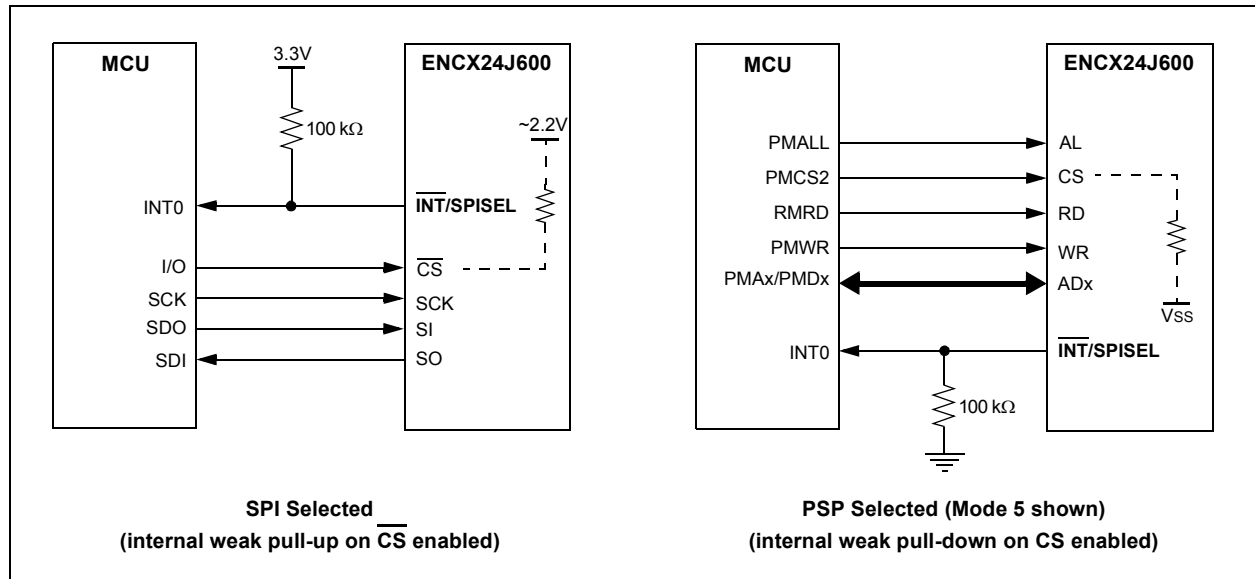 MCU
3.3V
100 kΩ
ENCX24J600
~2.2V
INT0
INT/SPISEL
I/O
CS
SCK
SCK
SDO
SI
SDI
SO
SPI Selected
(internal weak pull-up on CS enabled)
MCU
ENCX24J600
PMALL
AL
PMCS2
CS
RMRD
RD
PMWR
WR
PMAx/PMDx
ADx
VSS
INT0
INT/SPISEL
100 kΩ
PSP Selected (Mode 5 shown)
(internal weak pull-down on CS enabled)